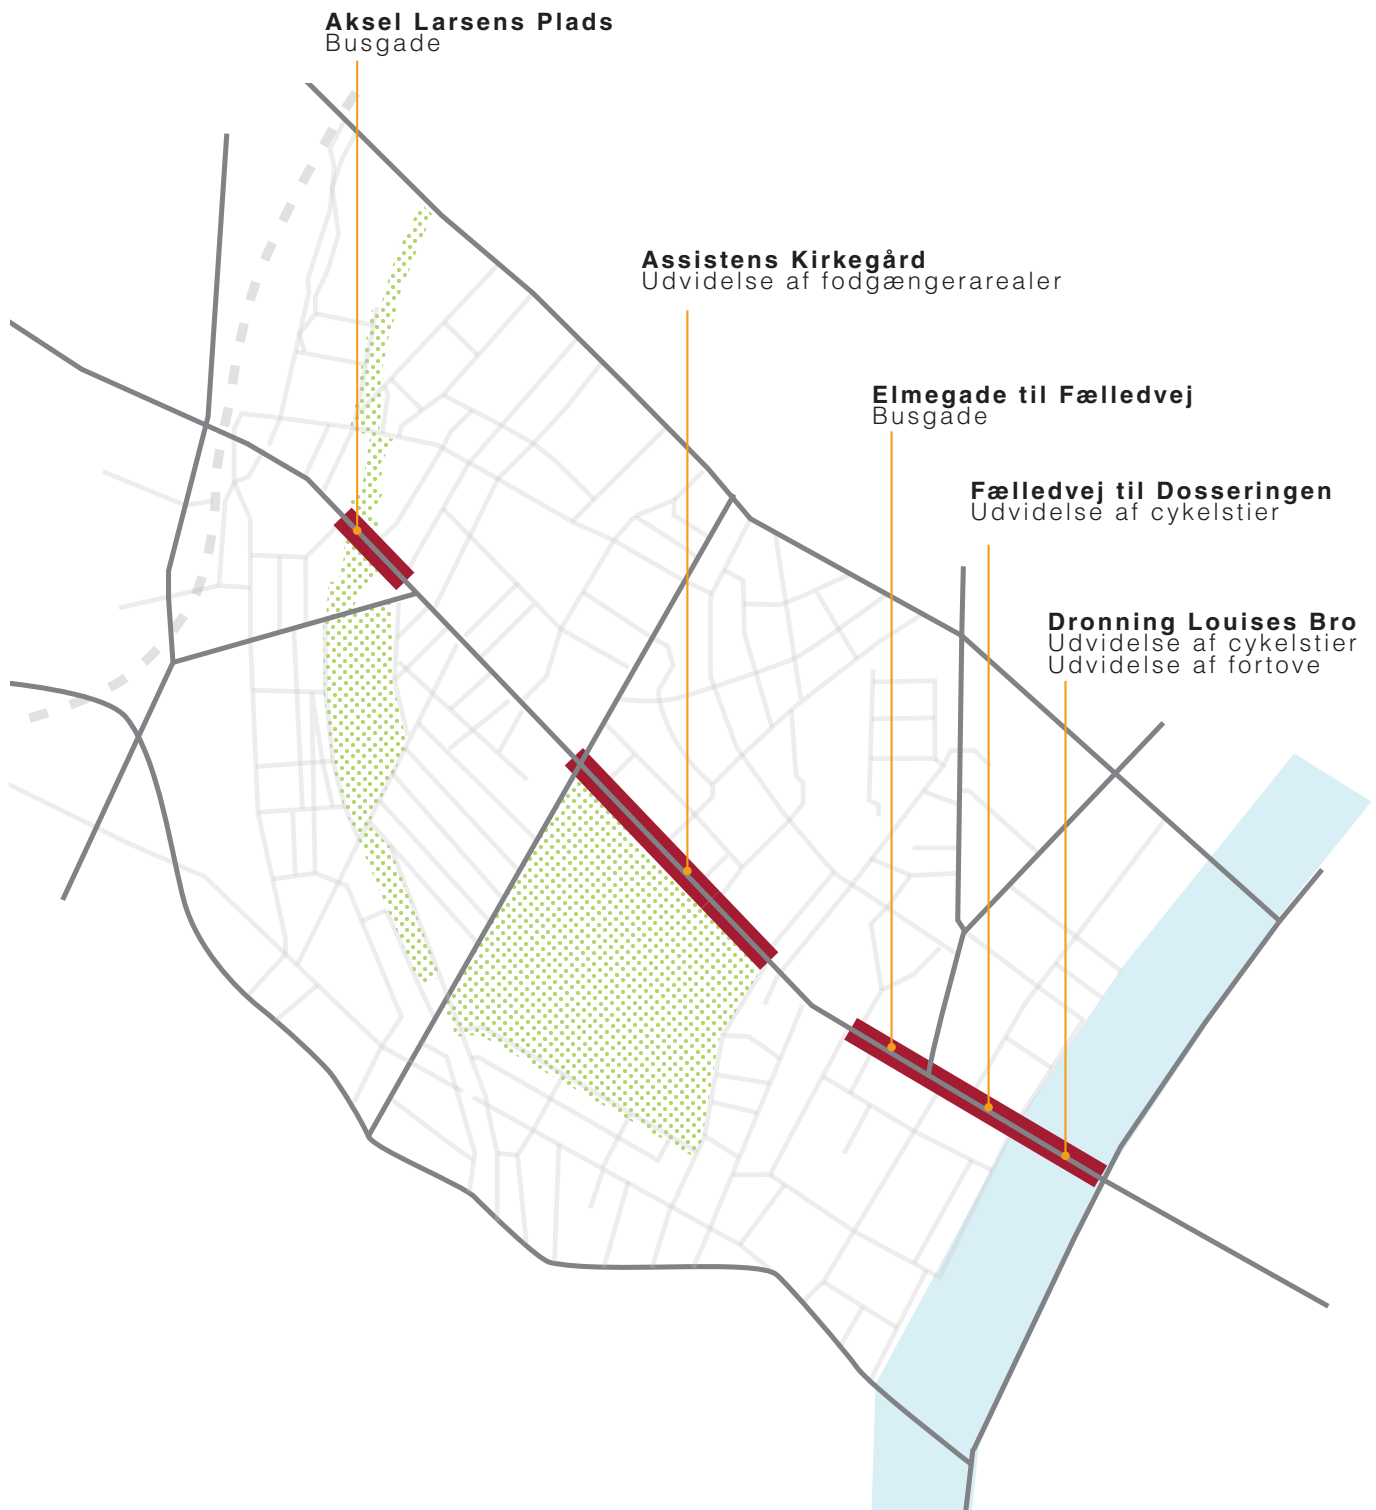 Aksel Larsens Plads
Busgade
Assistens Kirkegård
Udvidelse af fodgængerarealer
Elmegade til Fælledvej
Busgade
Fælledvej til Dosseringen
Udvidelse af cykelstier
Dronning Louises Bro
Udvidelse af cykelstier
Udvidelse af fortove